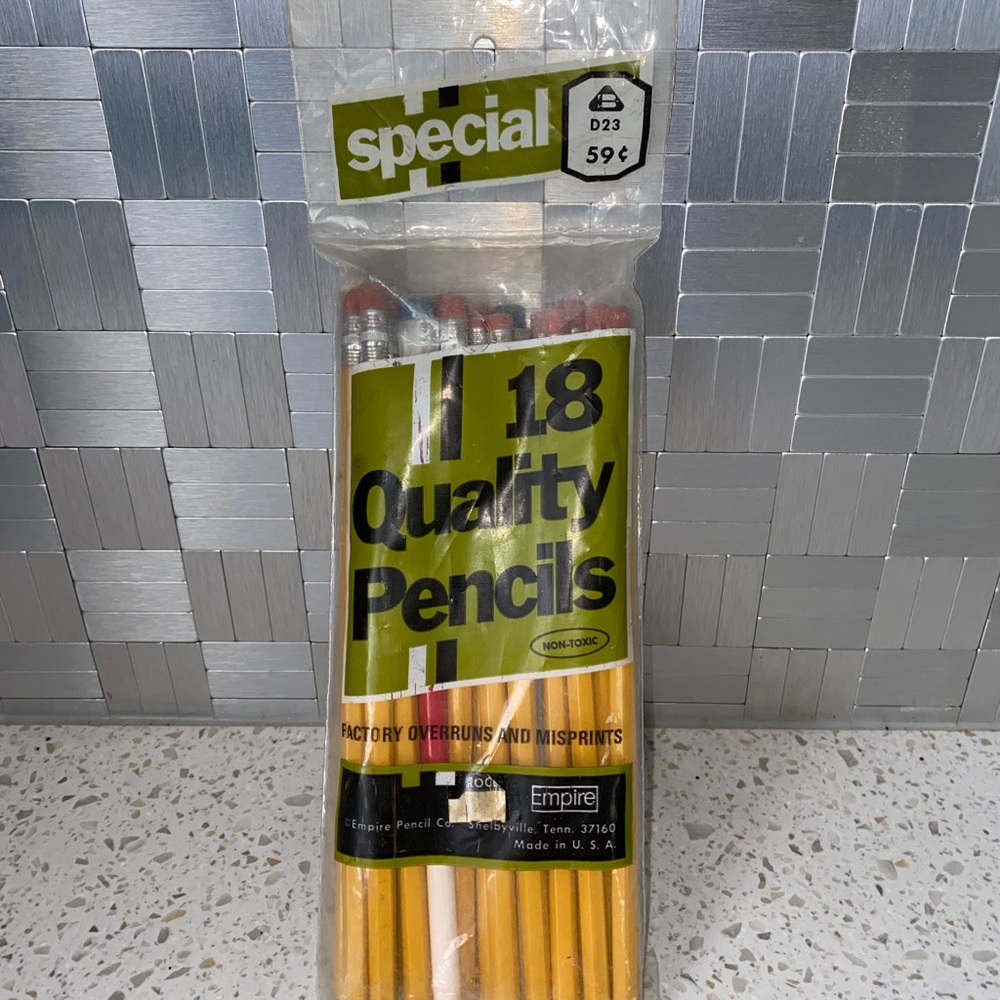 special
D23
59¢
18
Quality
Pencils
NON-TOXIC
FACTORY OVERRUNS AND MISPRINTS
Empire
©Empire Pencil Co. Shelbyville, Tenn. 37160
Made in U. S. A.